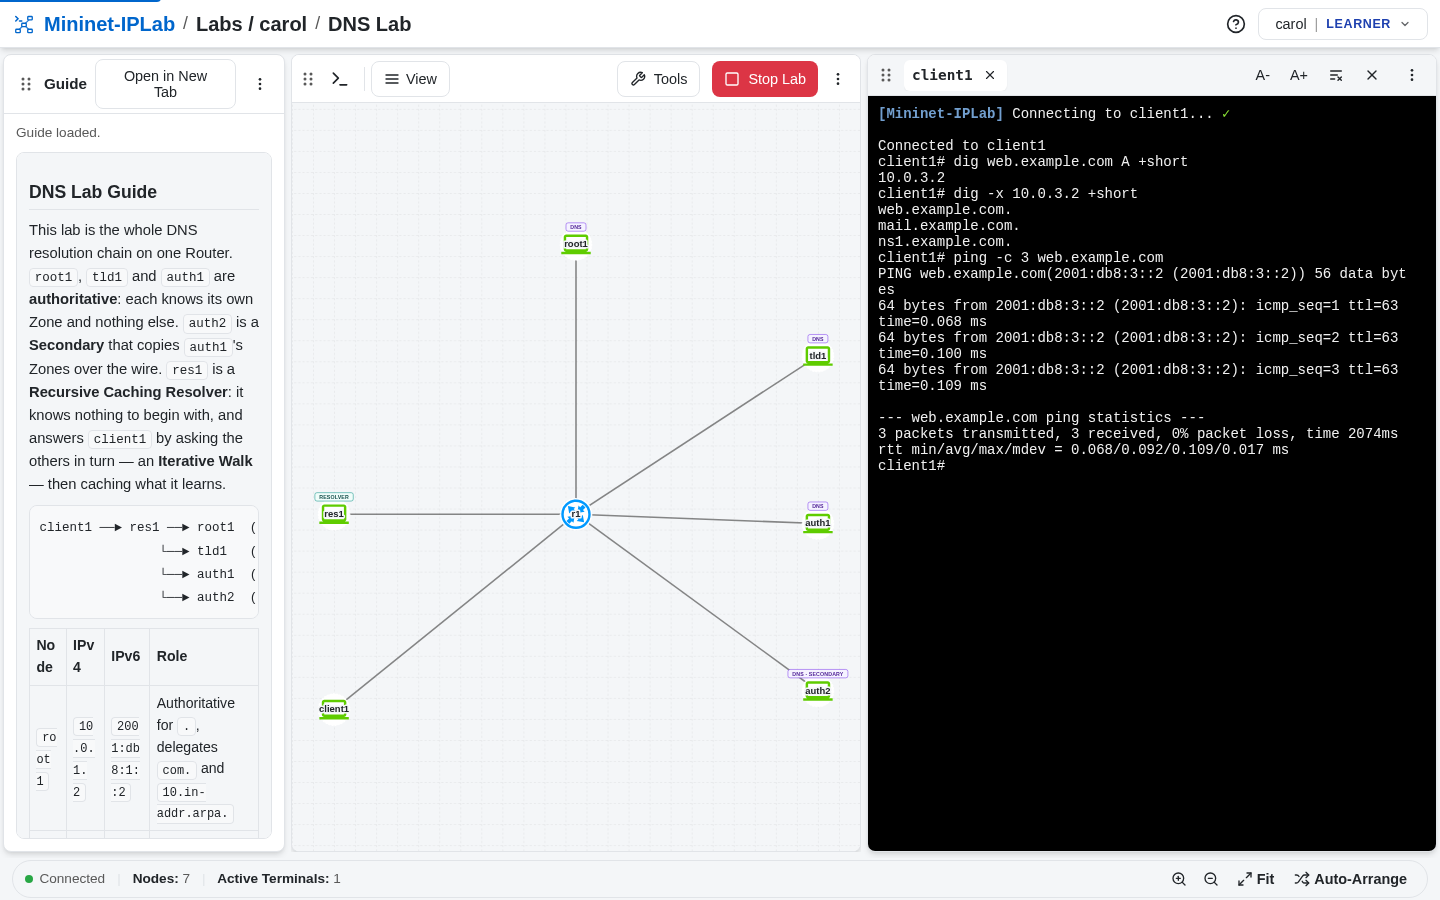 Mininet-IPLab / Labs / carol / DNS Lab
carol | LEARNER
Guide
Open in New Tab
Guide loaded.
DNS Lab Guide
This lab is the whole DNS
resolution chain on one Router.
root1, tld1 and auth1 are
authoritative: each knows its own
Zone and nothing else. auth2 is a
Secondary that copies auth1's
Zones over the wire. res1 is a
Recursive Caching Resolver: it
knows nothing to begin with, and
answers client1 by asking the
others in turn — an Iterative Walk
— then caching what it learns.
client1 ──► res1 ──► root1 (
└──► tld1 (
└──► auth1 (
└──► auth2 (
Node IPv4 IPv6 Role
root1 10.0.1.2 2001:db8:1::2 Authoritative for ., delegates com. and 10.in-addr.arpa.
View
Tools
Stop Lab
DNS
root1
DNS
tld1
RESOLVER
res1
r1
DNS
auth1
DNS - SECONDARY
auth2
client1
client1
A-
A+
[Mininet-IPLab] Connecting to client1... ✓
Connected to client1
client1# dig web.example.com A +short
10.0.3.2
client1# dig -x 10.0.3.2 +short
web.example.com.
mail.example.com.
ns1.example.com.
client1# ping -c 3 web.example.com
PING web.example.com(2001:db8:3::2 (2001:db8:3::2)) 56 data byt
es
64 bytes from 2001:db8:3::2 (2001:db8:3::2): icmp_seq=1 ttl=63
time=0.068 ms
64 bytes from 2001:db8:3::2 (2001:db8:3::2): icmp_seq=2 ttl=63
time=0.100 ms
64 bytes from 2001:db8:3::2 (2001:db8:3::2): icmp_seq=3 ttl=63
time=0.109 ms
--- web.example.com ping statistics ---
3 packets transmitted, 3 received, 0% packet loss, time 2074ms
rtt min/avg/max/mdev = 0.068/0.092/0.109/0.017 ms
client1#
Connected | Nodes: 7 | Active Terminals: 1
Fit
Auto-Arrange